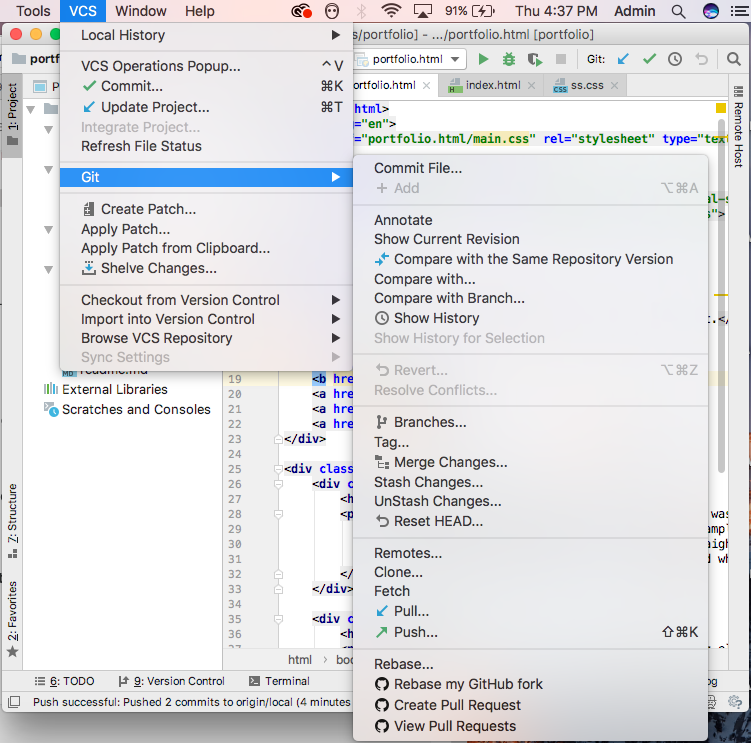 Tools VCS Window Help 91% Thu 4:37 PM Admin
s/portfolio] - .../portfolio.html [portfolio]
portfolio.html Git:
portfolio.html index.html ss.css
Local History
VCS Operations Popup... ^V
Commit... ⌘K
Update Project... ⌘T
Integrate Project...
Refresh File Status
Git
Create Patch...
Apply Patch...
Apply Patch from Clipboard...
Shelve Changes...
Checkout from Version Control
Import into Version Control
Browse VCS Repository
Sync Settings
Commit File...
+ Add ⌥⌘A
Annotate
Show Current Revision
Compare with the Same Repository Version
Compare with...
Compare with Branch...
Show History
Show History for Selection
Revert... ⌥⌘Z
Resolve Conflicts...
Branches...
Tag...
Merge Changes...
Stash Changes...
UnStash Changes...
Reset HEAD...
Remotes...
Clone...
Fetch
Pull...
Push... ⇧⌘K
Rebase...
Rebase my GitHub fork
Create Pull Request
View Pull Requests
1: Project
Z: Structure
2: Favorites
Remote Host
readme.md
External Libraries
Scratches and Consoles
html>
="en">
="portfolio.html/main.css" rel="stylesheet" type="tex
19 <b hre
20 <a hre
21 <a hre
22 <a hre
23 </div>
24
25 <div class
26 <div c
27 <h
28 <p
29
30
31
32 </
33 </div>
34
35 <div c
36 <h
html › boo
6: TODO 9: Version Control Terminal
Push successful: Pushed 2 commits to origin/local (4 minutes